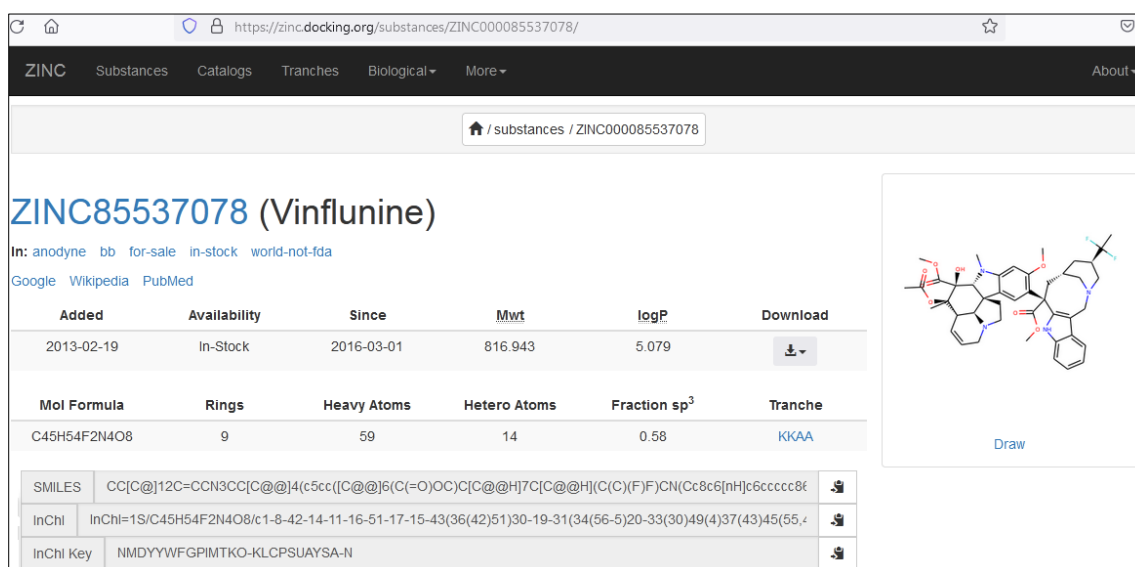 https://zinc.docking.org/substances/ZINC000085537078/
ZINC Substances Catalogs Tranches Biological More About
/ substances / ZINC000085537078
ZINC85537078 (Vinflunine)
In: anodyne bb for-sale in-stock world-not-fda
Google Wikipedia PubMed
Added Availability Since Mwt logP Download
2013-02-19 In-Stock 2016-03-01 816.943 5.079
Mol Formula Rings Heavy Atoms Hetero Atoms Fraction sp3 Tranche
C45H54F2N4O8 9 59 14 0.58 KKAA
Draw
SMILES CC[C@]12C=CCN3CC[C@@]4(c5cc([C@@]6(C(=O)OC)C[C@@H]7C[C@@H](C(C)(F)F)CN(Cc8c6[nH]c6ccccc86
InChI InChI=1S/C45H54F2N4O8/c1-8-42-14-11-16-51-17-15-43(36(42)51)30-19-31(34(56-5)20-33(30)49(4)37(43)45(55,4
InChI Key NMDYYWFGPIMTKO-KLCPSUAYSA-N